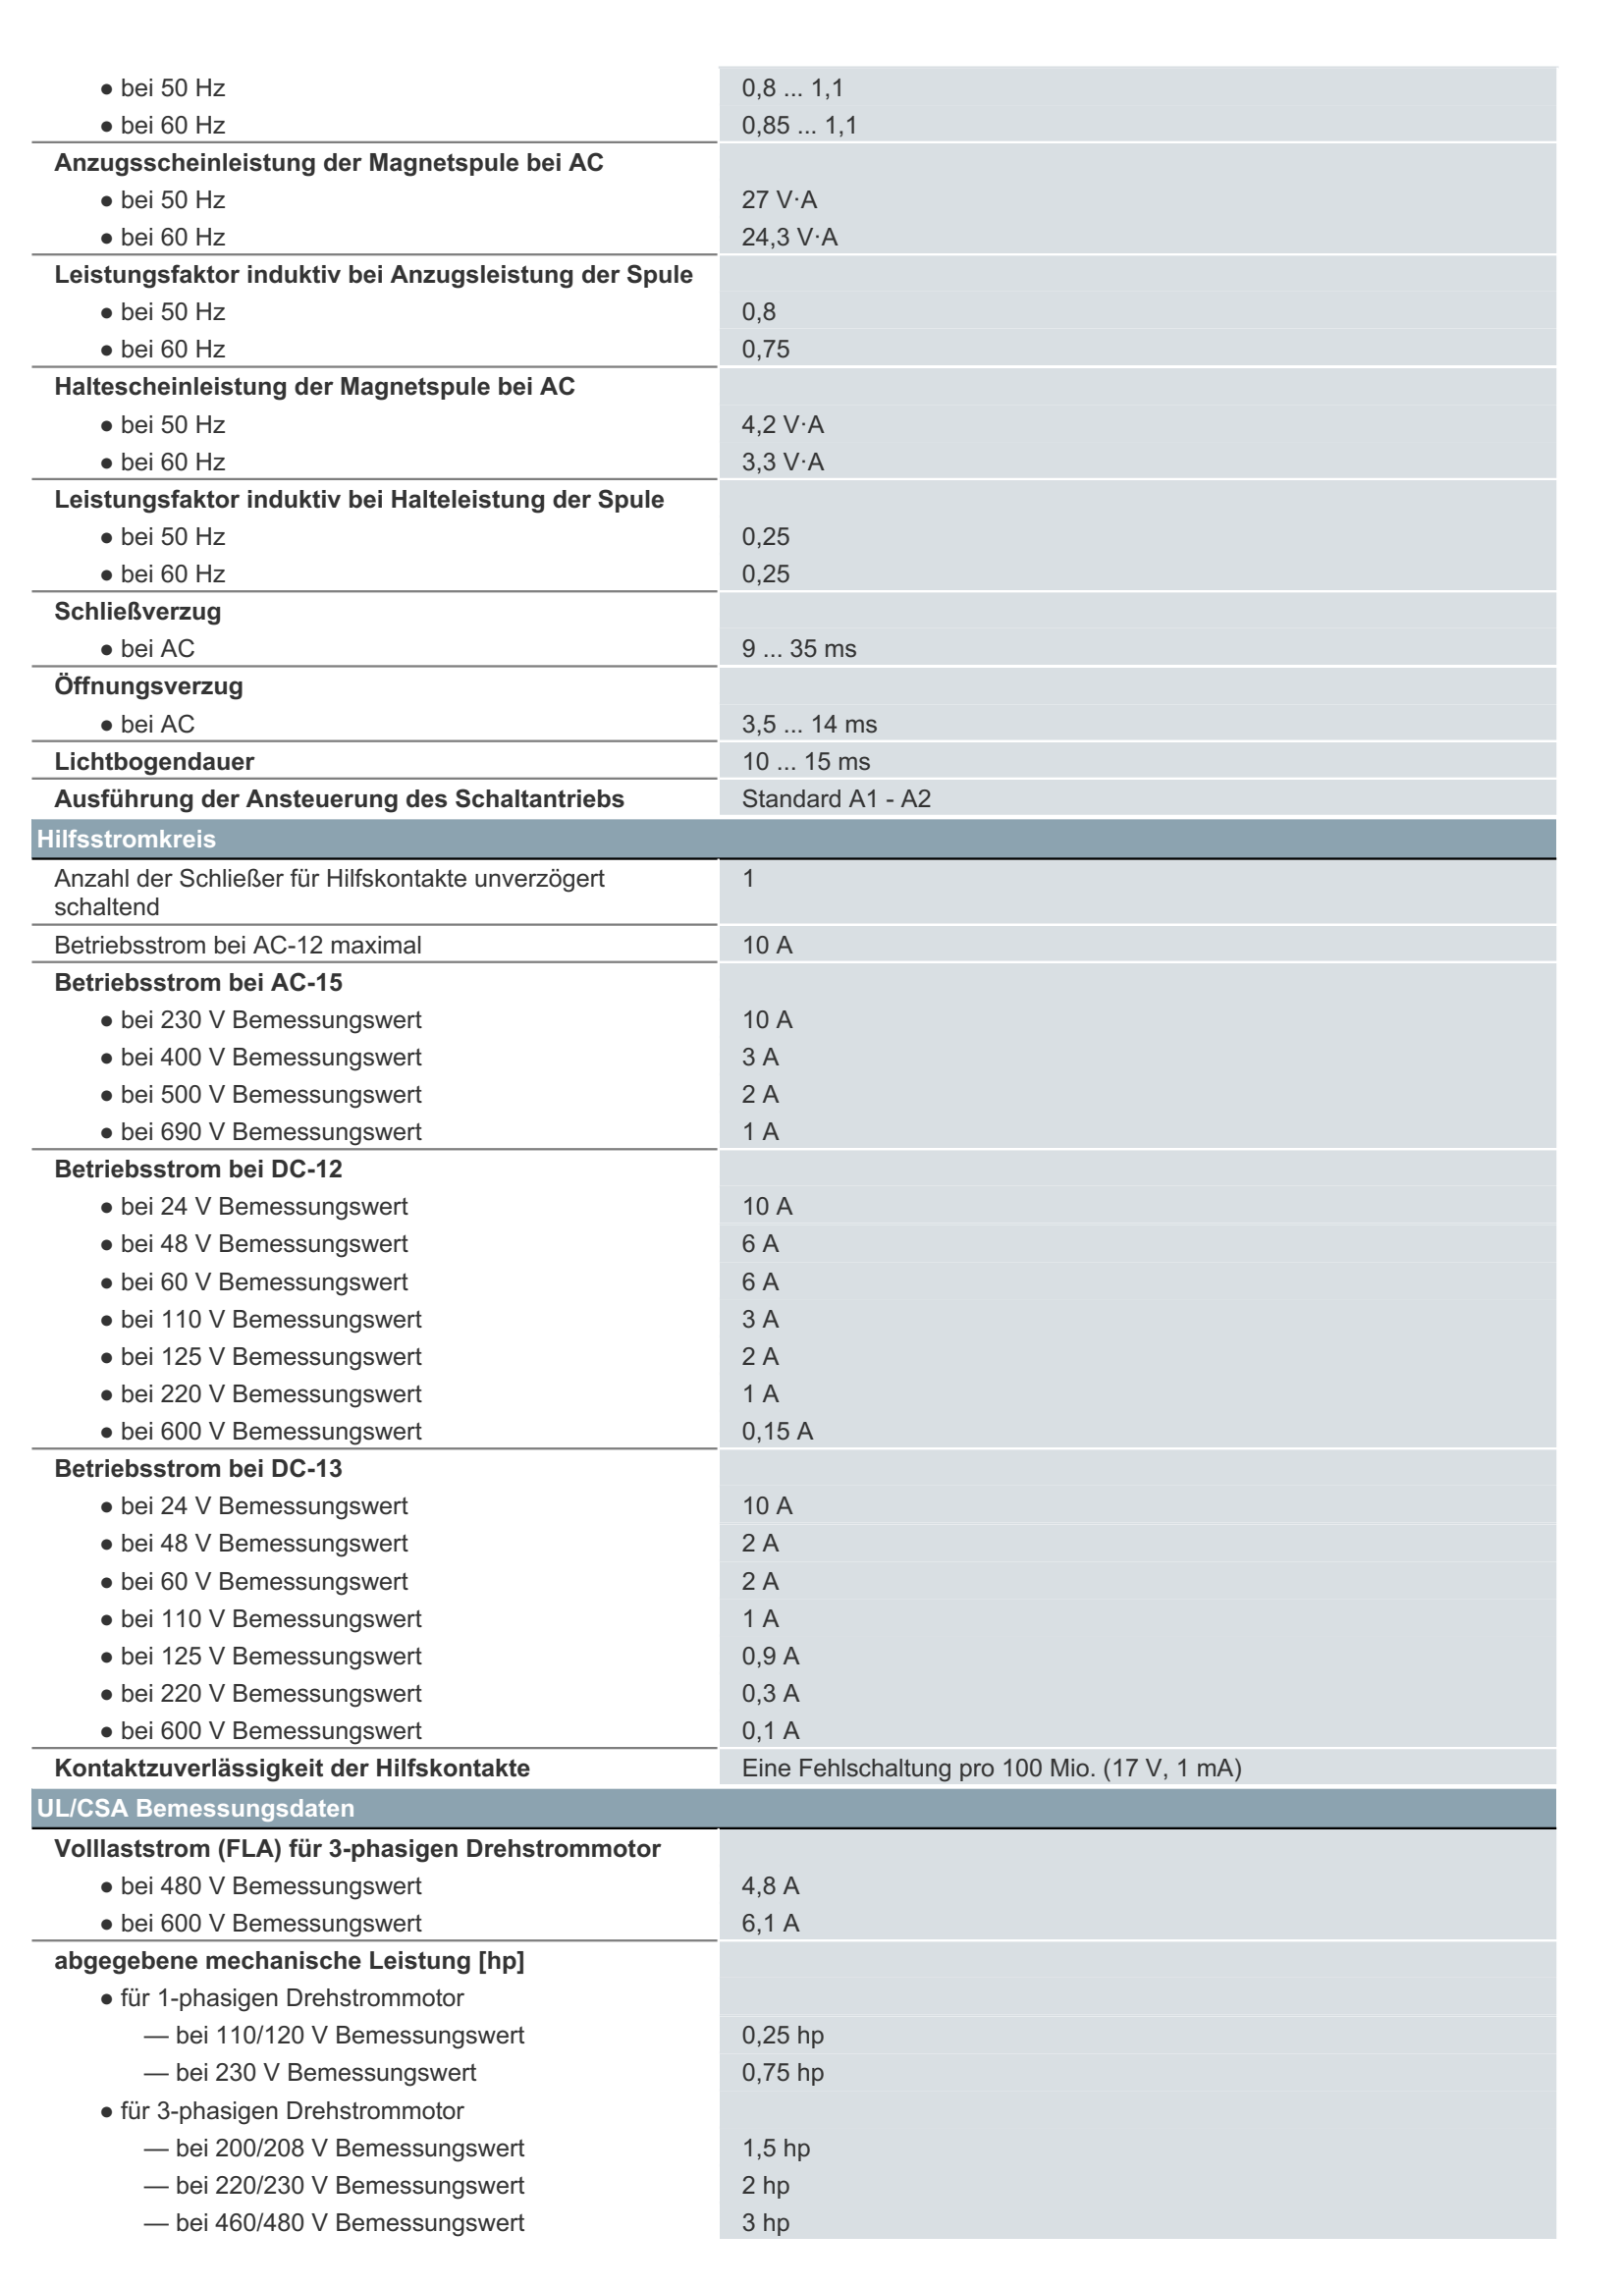 ● bei 50 Hz 0,8 ... 1,1
● bei 60 Hz 0,85 ... 1,1
Anzugsscheinleistung der Magnetspule bei AC
● bei 50 Hz 27 V·A
● bei 60 Hz 24,3 V·A
Leistungsfaktor induktiv bei Anzugsleistung der Spule
● bei 50 Hz 0,8
● bei 60 Hz 0,75
Haltescheinleistung der Magnetspule bei AC
● bei 50 Hz 4,2 V·A
● bei 60 Hz 3,3 V·A
Leistungsfaktor induktiv bei Halteleistung der Spule
● bei 50 Hz 0,25
● bei 60 Hz 0,25
Schließverzug
● bei AC 9 ... 35 ms
Öffnungsverzug
● bei AC 3,5 ... 14 ms
Lichtbogendauer 10 ... 15 ms
Ausführung der Ansteuerung des Schaltantriebs Standard A1 - A2
Hilfsstromkreis
Anzahl der Schließer für Hilfskontakte unverzögert 1
schaltend
Betriebsstrom bei AC-12 maximal 10 A
Betriebsstrom bei AC-15
● bei 230 V Bemessungswert 10 A
● bei 400 V Bemessungswert 3 A
● bei 500 V Bemessungswert 2 A
● bei 690 V Bemessungswert 1 A
Betriebsstrom bei DC-12
● bei 24 V Bemessungswert 10 A
● bei 48 V Bemessungswert 6 A
● bei 60 V Bemessungswert 6 A
● bei 110 V Bemessungswert 3 A
● bei 125 V Bemessungswert 2 A
● bei 220 V Bemessungswert 1 A
● bei 600 V Bemessungswert 0,15 A
Betriebsstrom bei DC-13
● bei 24 V Bemessungswert 10 A
● bei 48 V Bemessungswert 2 A
● bei 60 V Bemessungswert 2 A
● bei 110 V Bemessungswert 1 A
● bei 125 V Bemessungswert 0,9 A
● bei 220 V Bemessungswert 0,3 A
● bei 600 V Bemessungswert 0,1 A
Kontaktzuverlässigkeit der Hilfskontakte Eine Fehlschaltung pro 100 Mio. (17 V, 1 mA)
UL/CSA Bemessungsdaten
Volllaststrom (FLA) für 3-phasigen Drehstrommotor
● bei 480 V Bemessungswert 4,8 A
● bei 600 V Bemessungswert 6,1 A
abgegebene mechanische Leistung [hp]
● für 1-phasigen Drehstrommotor
— bei 110/120 V Bemessungswert 0,25 hp
— bei 230 V Bemessungswert 0,75 hp
● für 3-phasigen Drehstrommotor
— bei 200/208 V Bemessungswert 1,5 hp
— bei 220/230 V Bemessungswert 2 hp
— bei 460/480 V Bemessungswert 3 hp